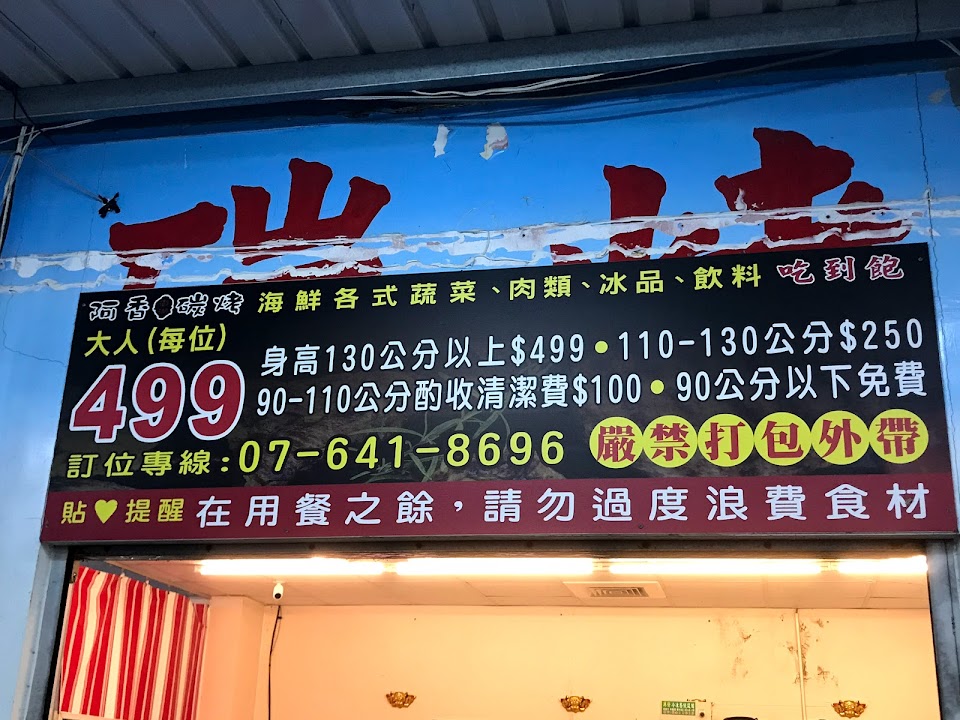 阿香碳烤 海鮮各式蔬菜、肉類、冰品、飲料 吃到飽
大人(每位)
499
身高130公分以上$499•110-130公分$250
90-110公分酌收清潔費$100•90公分以下免費
訂位專線:07-641-8696 嚴禁打包外帶
貼♥提醒 在用餐之餘，請勿過度浪費食材